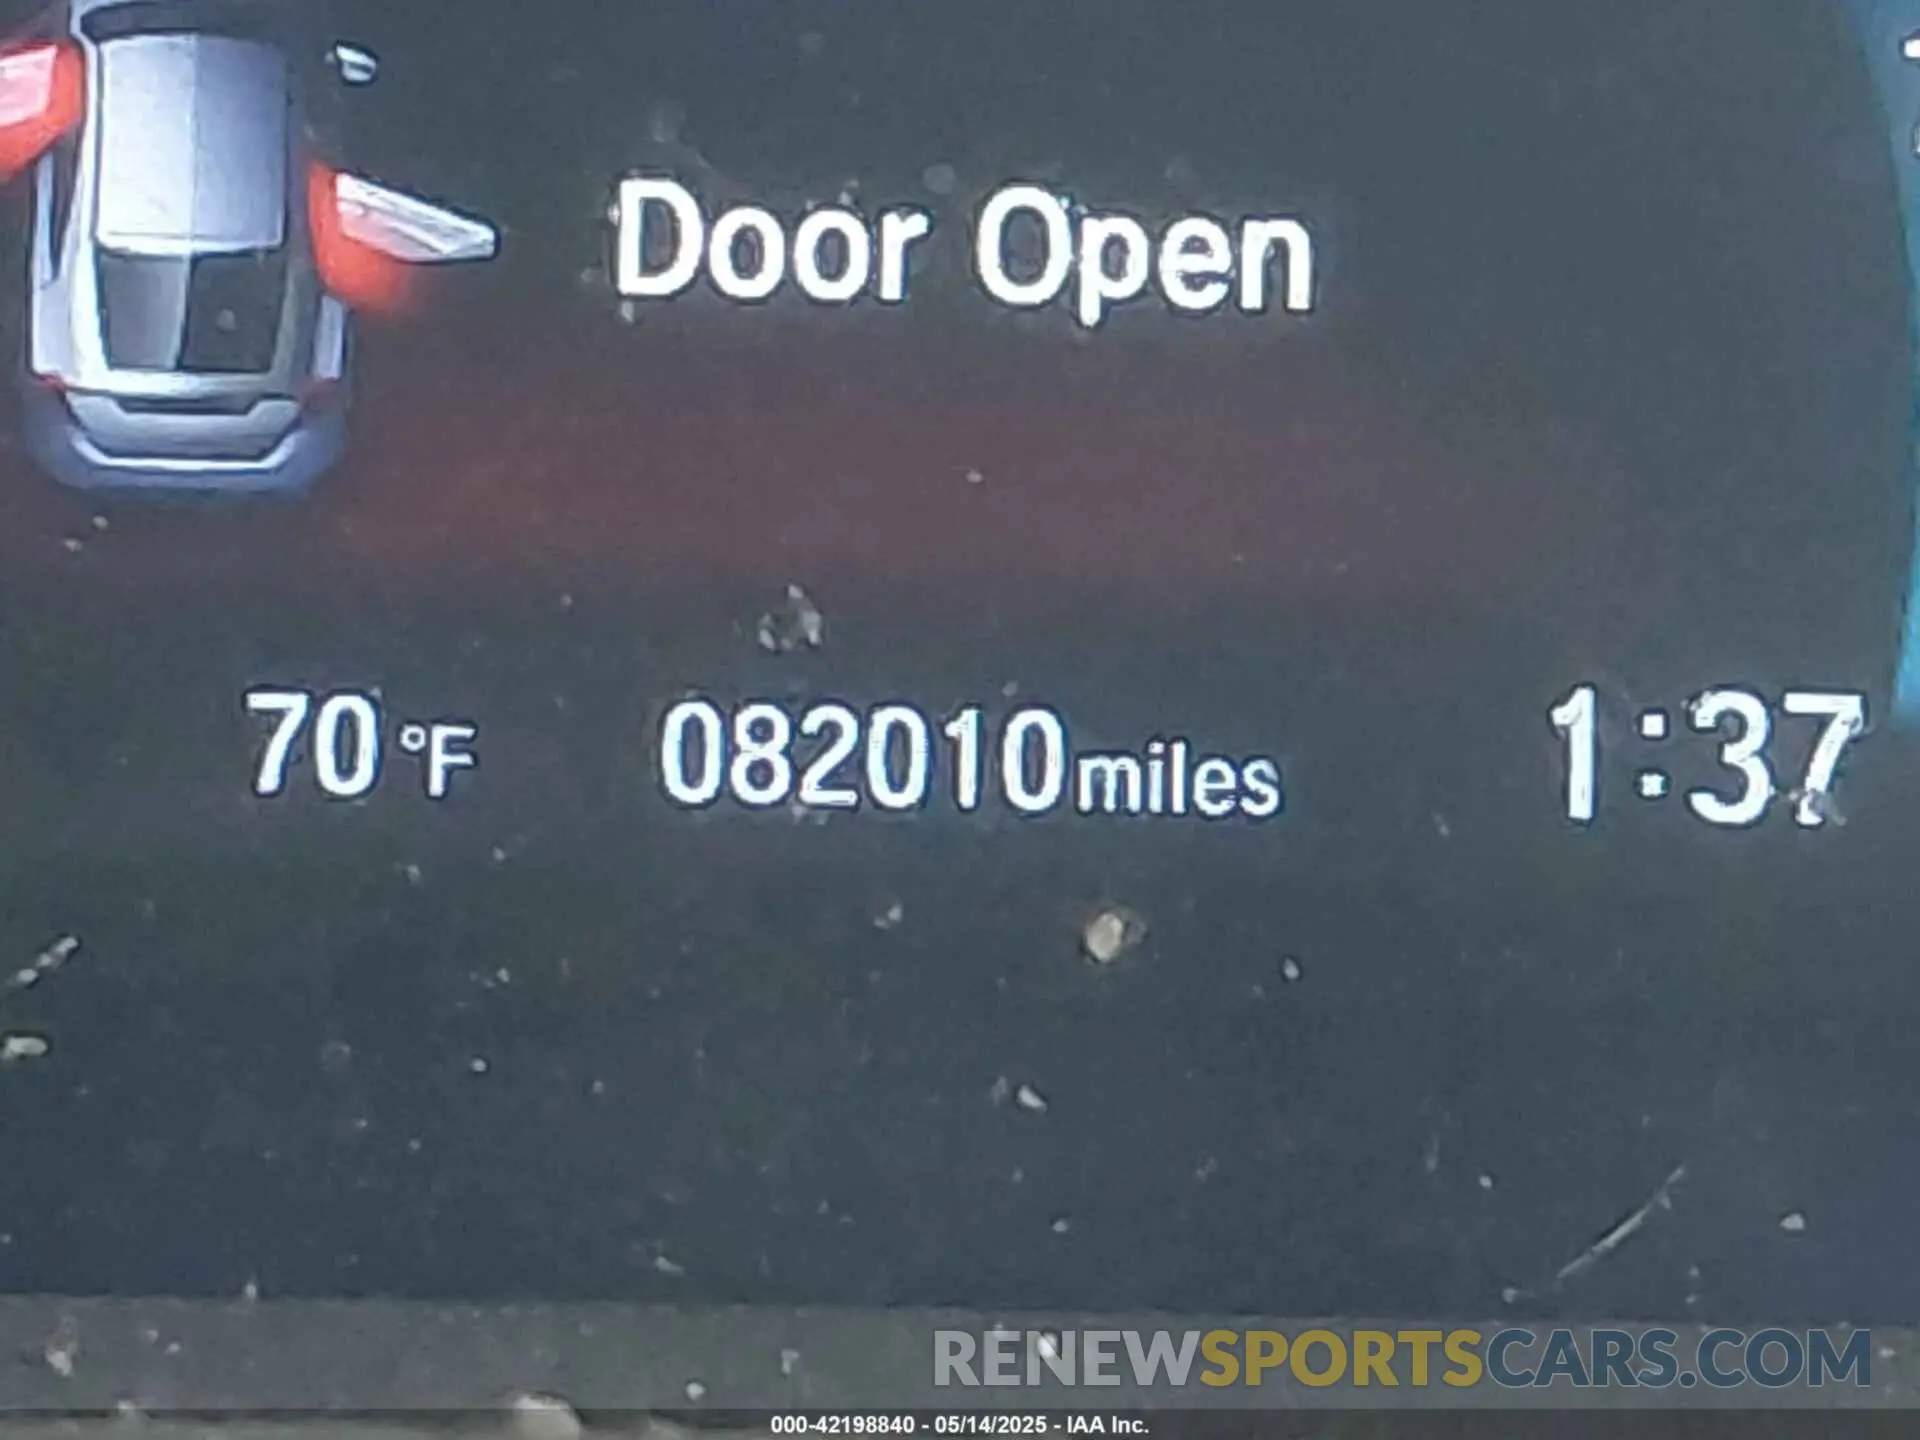 Door Open
70 °F 082010 miles 1:37
RENEWSPORTSCARS.COM
000-42198840 - 05/14/2025 - IAA Inc.